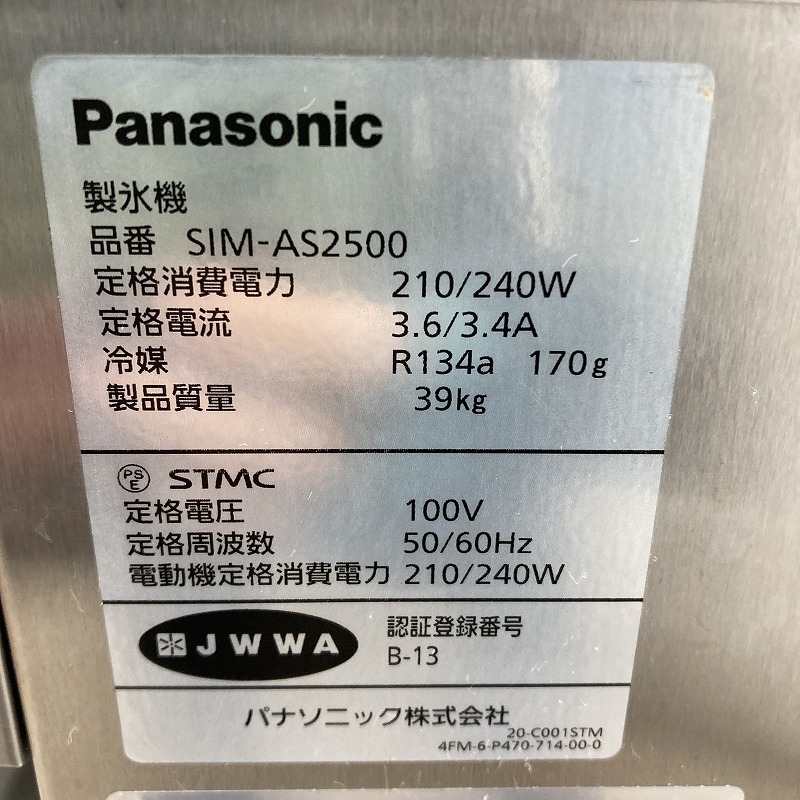 Panasonic
製氷機
品番 SIM-AS2500
定格消費電力 210/240W
定格電流 3.6/3.4A
冷媒 R134a 170g
製品質量 39kg
PS E STMC
定格電圧 100V
定格周波数 50/60Hz
電動機定格消費電力 210/240W
JWWA 認証登録番号
B-13
パナソニック株式会社
20-C001STM
4FM-6-P470-714-00-0